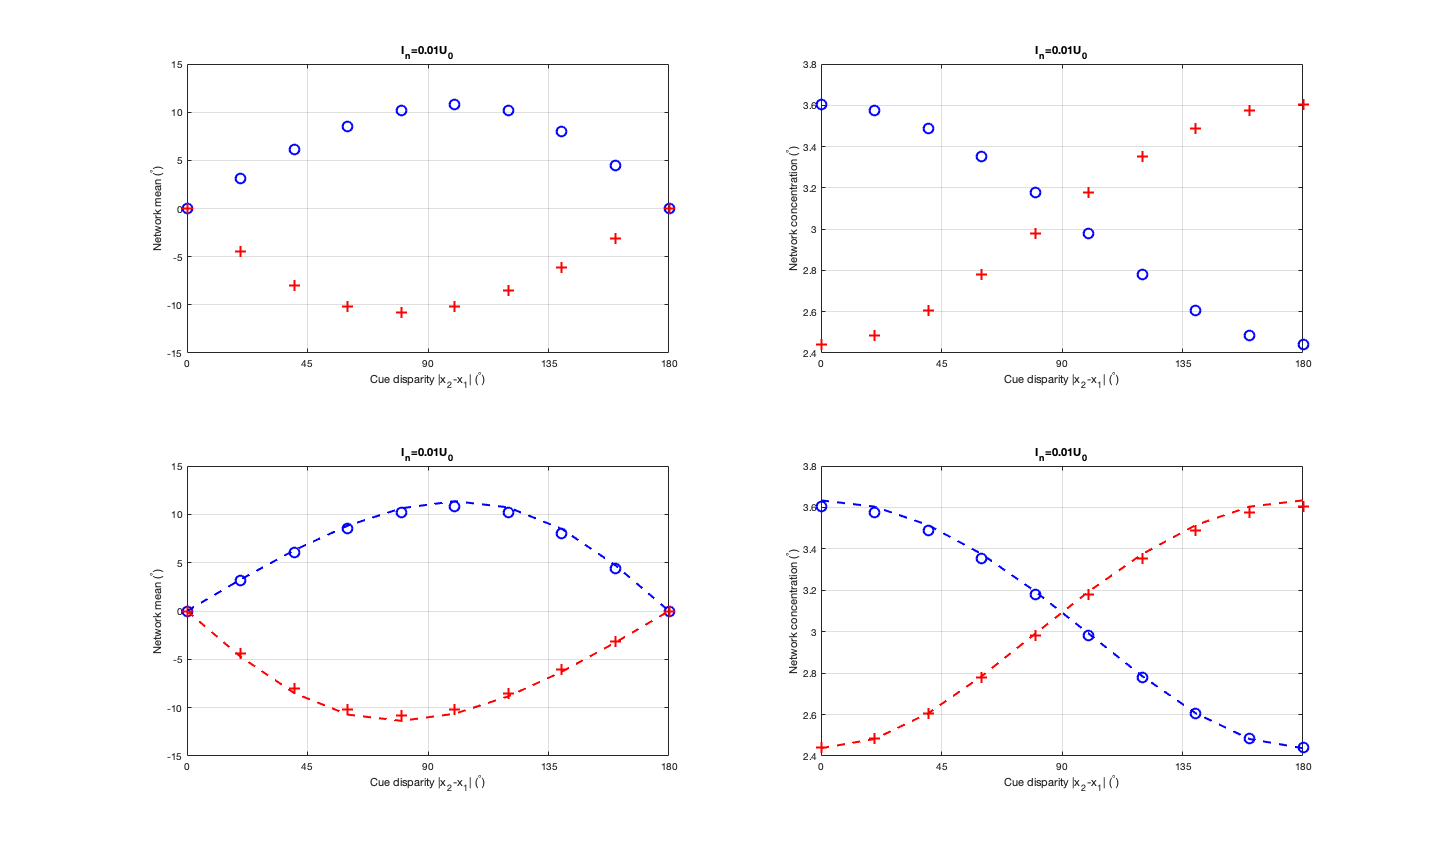 I_n=0.01U_0
15
10
5
0
-5
-10
-15
Network mean (°)
0 45 90 135 180
Cue disparity |x_2-x_1| (°)
I_n=0.01U_0
3.8
3.6
3.4
3.2
3
2.8
2.6
2.4
Network concentration (°)
0 45 90 135 180
Cue disparity |x_2-x_1| (°)
I_n=0.01U_0
15
10
5
0
-5
-10
-15
Network mean (°)
0 45 90 135 180
Cue disparity |x_2-x_1| (°)
I_n=0.01U_0
3.8
3.6
3.4
3.2
3
2.8
2.6
2.4
Network concentration (°)
0 45 90 135 180
Cue disparity |x_2-x_1| (°)